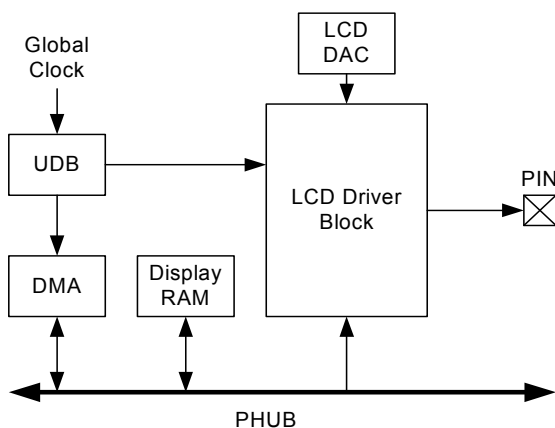 Global
Clock
LCD
DAC
UDB
LCD Driver
Block
PIN
DMA
Display
RAM
PHUB